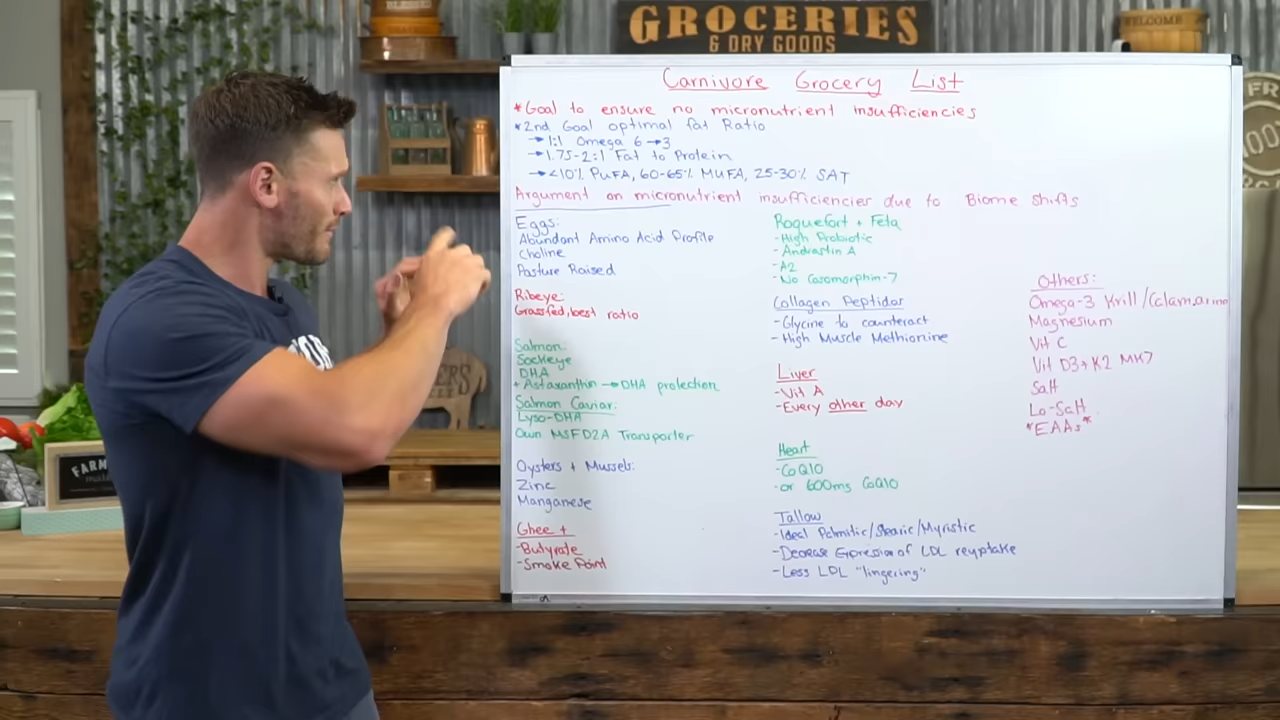 GROCERIES
& DRY GOODS
WELCOME
Carnivore Grocery List
*Goal to ensure no micronutrient insufficiencies
*2nd Goal optimal fat Ratio
→1:1 Omega 6→3
→1.75-2:1 Fat to Protein
→<10% PUFA, 60-65% MUFA, 25-30% SAT
Argument on micronutrient insufficiencies due to Biome Shifts
Eggs:
Abundant Amino Acid Profile
Choline
Pasture Raised
Ribeye:
Grassfed, best ratio
Salmon:
Sockeye
DHA
+ Astaxanthin → DHA protection
Salmon Caviar:
Lyso-DHA
Own MSFD2A Transporter
Oysters + Mussels:
Zinc
Manganese
Ghee +
-Butyrate
-Smoke Point
Roquefort + Feta
-High Probiotic
-Andrastin A
-A2
-No Casomorphin-7
Collagen Peptides
-Glycine to counteract
-High Muscle Methionine
Liver
-Vit A
-Every other day
Heart
-CoQ10
-or 600mg CoQ10
Tallow
-Ideal Palmitic/Stearic/Myristic
-Decrease Expression of LDL reuptake
-Less LDL "lingering"
Others:
Omega-3 Krill/Calamarine
Magnesium
Vit C
Vit D3+K2 MK7
Salt
Lo-Salt
*EAAs*
FARM
FR